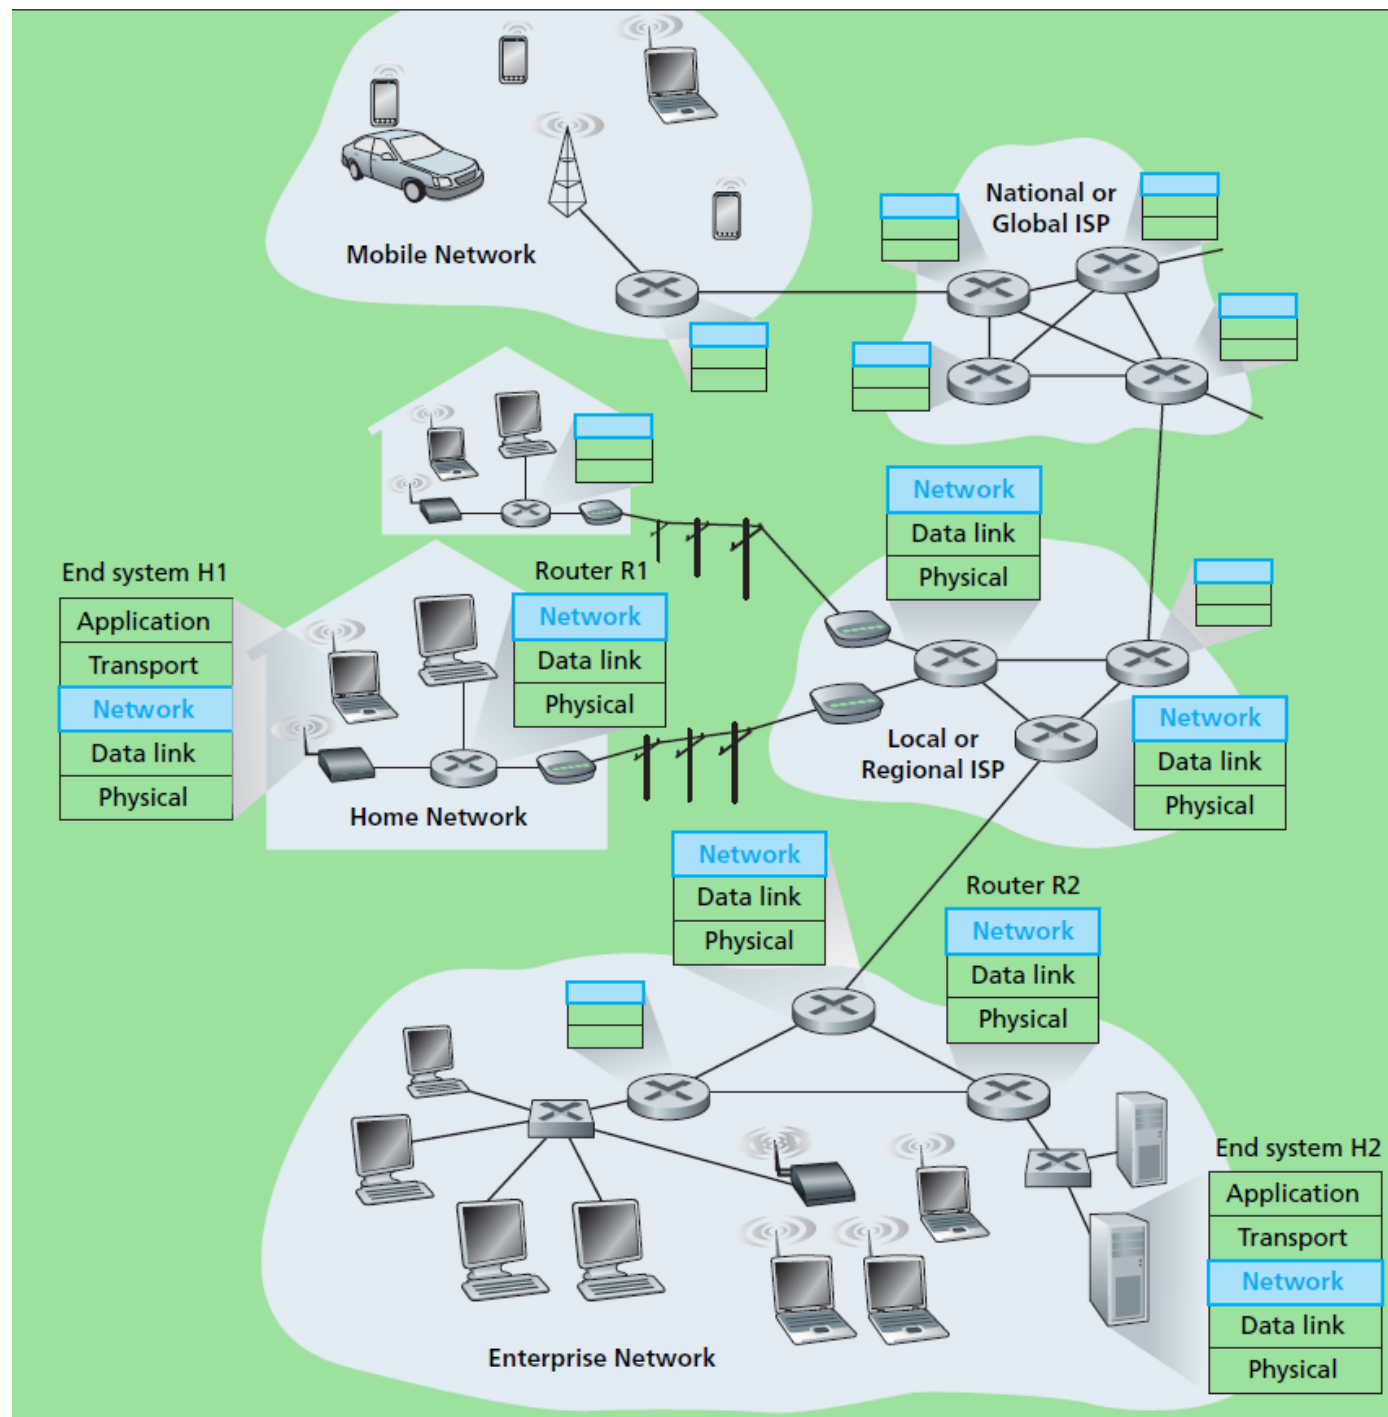 National or
Global ISP
Mobile Network
Network
Data link
Physical
End system H1
Application
Transport
Network
Data link
Physical
Router R1
Network
Data link
Physical
Home Network
Local or
Regional ISP
Network
Data link
Physical
Network
Data link
Physical
Router R2
Network
Data link
Physical
End system H2
Application
Transport
Network
Data link
Physical
Enterprise Network